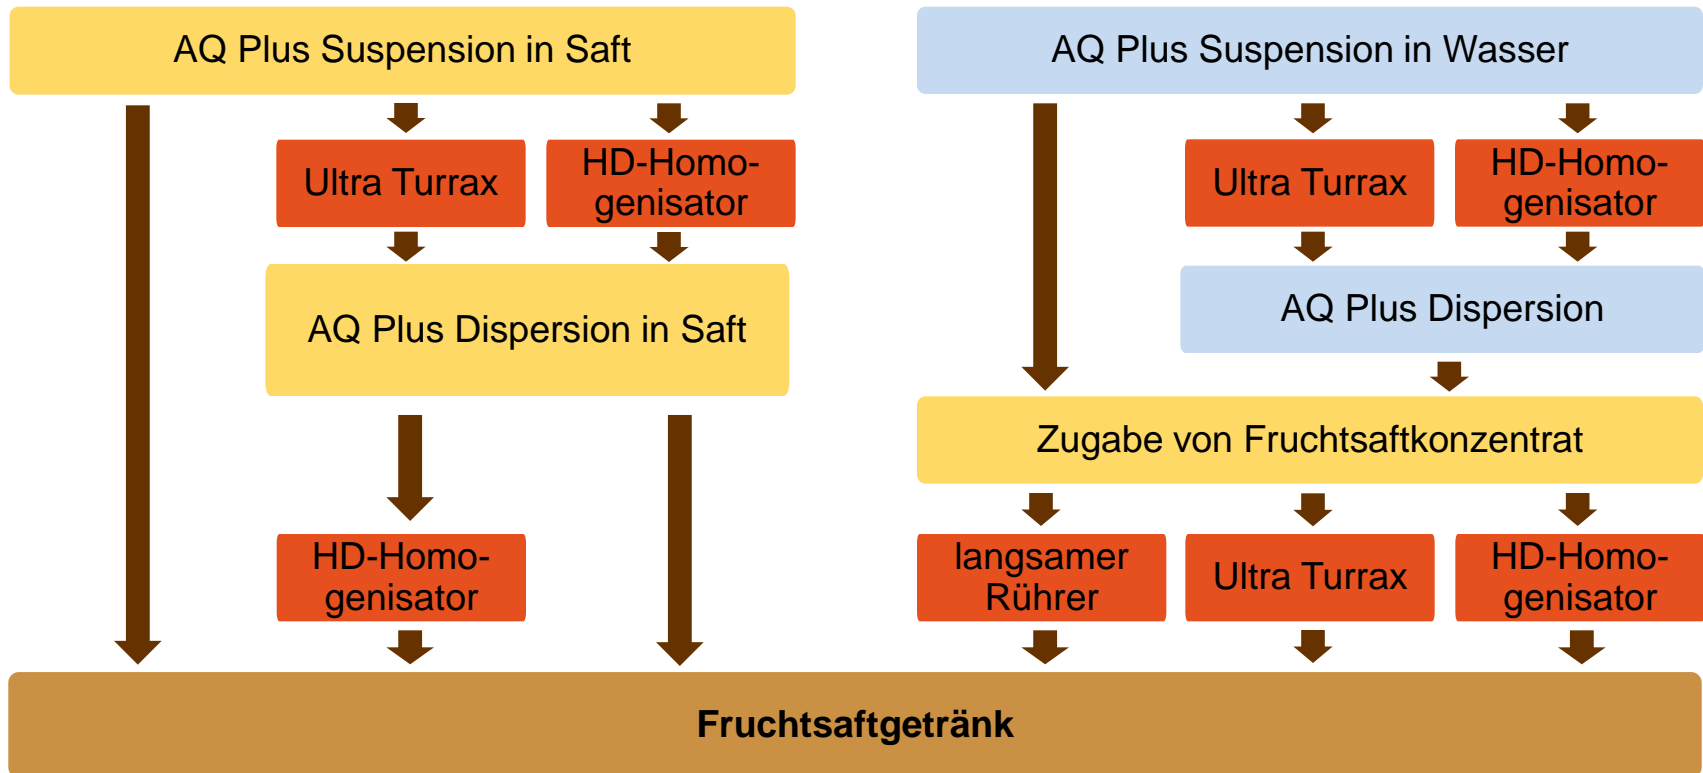 AQ Plus Suspension in Saft
AQ Plus Suspension in Wasser
Ultra Turrax
HD-Homo-
genisator
Ultra Turrax
HD-Homo-
genisator
AQ Plus Dispersion in Saft
AQ Plus Dispersion
Zugabe von Fruchtsaftkonzentrat
HD-Homo-
genisator
langsamer
Rührer
Ultra Turrax
HD-Homo-
genisator
Fruchtsaftgetränk